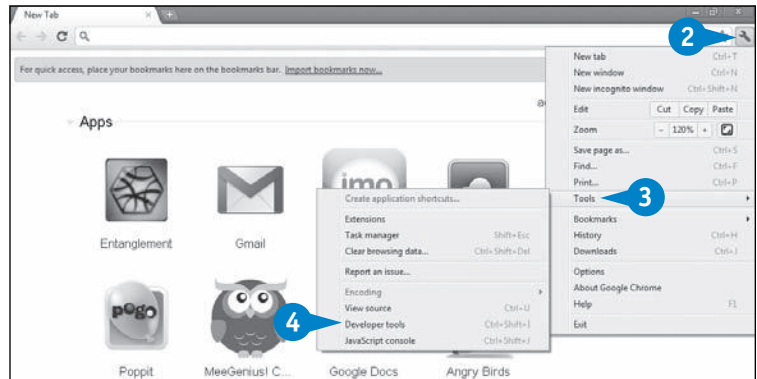 New Tab
2
For quick access, place your bookmarks here on the bookmarks bar. Import bookmarks now...
Apps
Entanglement
Gmail
imo
pogo
Poppit
MeeGenius! C...
Google Docs
Angry Birds
New tab Ctrl+T
New window Ctrl+N
New incognito window Ctrl+Shift+N
Edit Cut Copy Paste
Zoom - 120% +
Save page as... Ctrl+S
Find... Ctrl+F
Print... Ctrl+P
Tools 3
Bookmarks
History Ctrl+H
Downloads Ctrl+J
Options
About Google Chrome
Help F1
Exit
Create application shortcuts...
Extensions
Task manager Shift+Esc
Clear browsing data... Ctrl+Shift+Del
Report an issue...
Encoding
View source Ctrl+U
4 Developer tools Ctrl+Shift+I
JavaScript console Ctrl+Shift+J